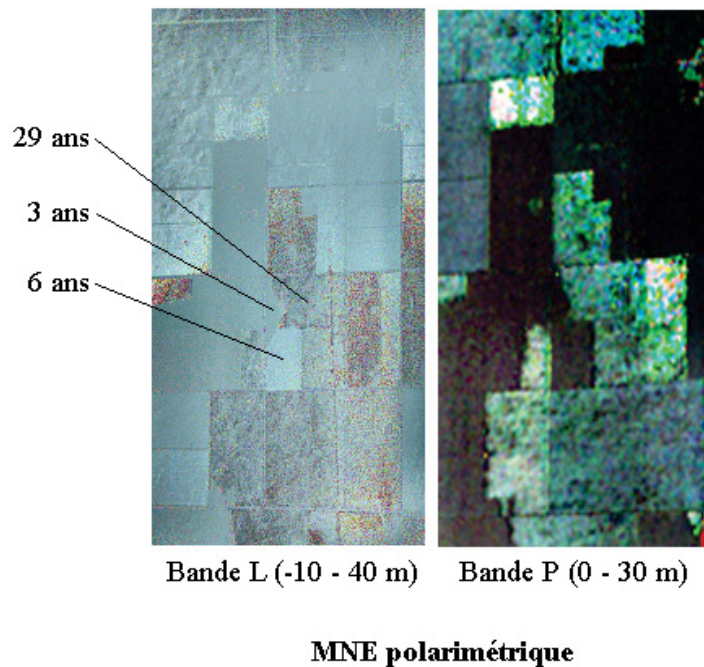 29 ans
3 ans
6 ans
Bande L (-10 - 40 m)
Bande P (0 - 30 m)
MNE polarimétrique